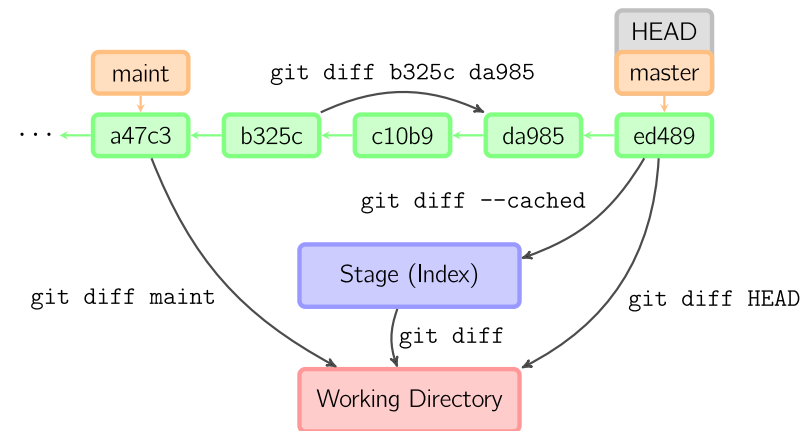 HEAD
maint
git diff b325c da985
master
···
a47c3
b325c
c10b9
da985
ed489
git diff --cached
Stage (Index)
git diff maint
git diff HEAD
git diff
Working Directory